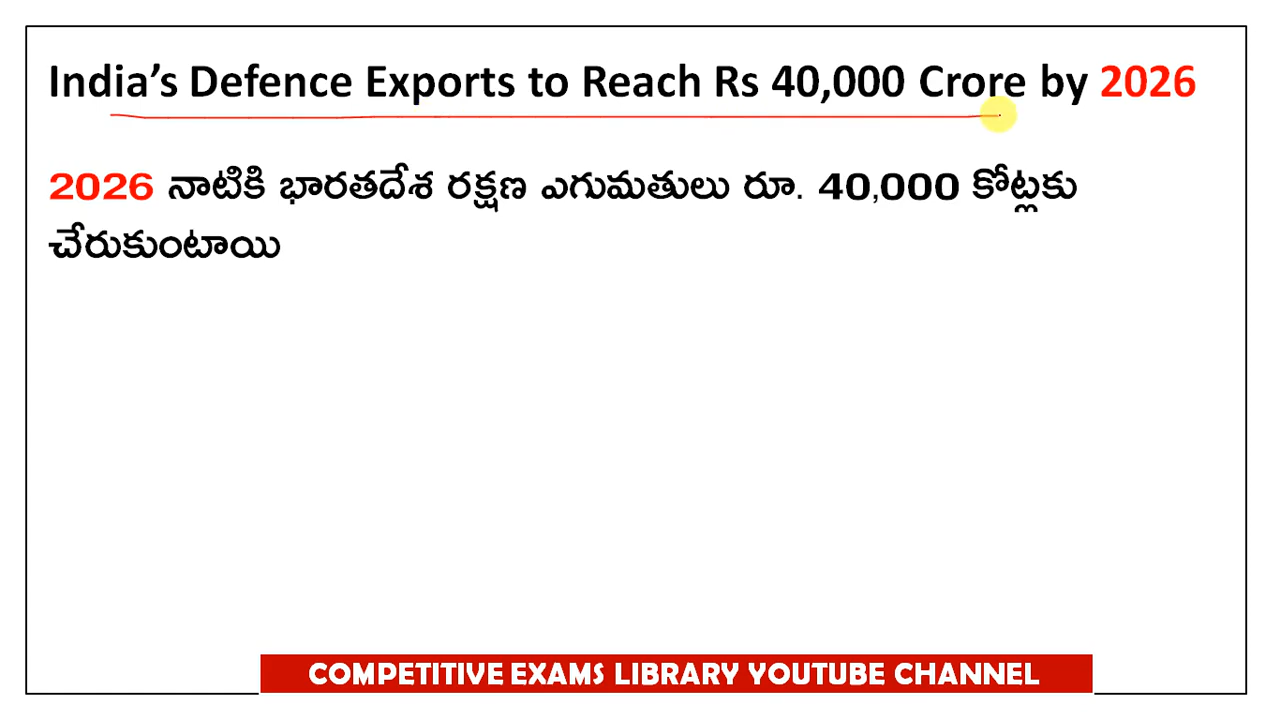 India’s Defence Exports to Reach Rs 40,000 Crore by 2026
2026 నాటికి భారతదేశ రక్షణ ఎగుమతులు రూ. 40,000 కోట్లకు
చేరుకుంటాయి
COMPETITIVE EXAMS LIBRARY YOUTUBE CHANNEL